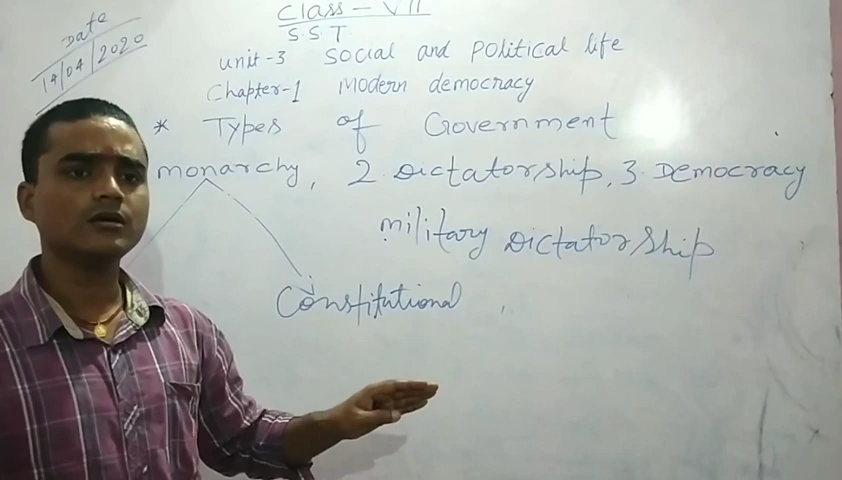 Class - VII
S.S.T.
Date
14/04/2020
Unit-3 Social and Political life
Chapter-1 Modern democracy
* Types of Government
monarchy, 2. Dictatorship, 3. Democracy
military Dictatorship
Constitutional